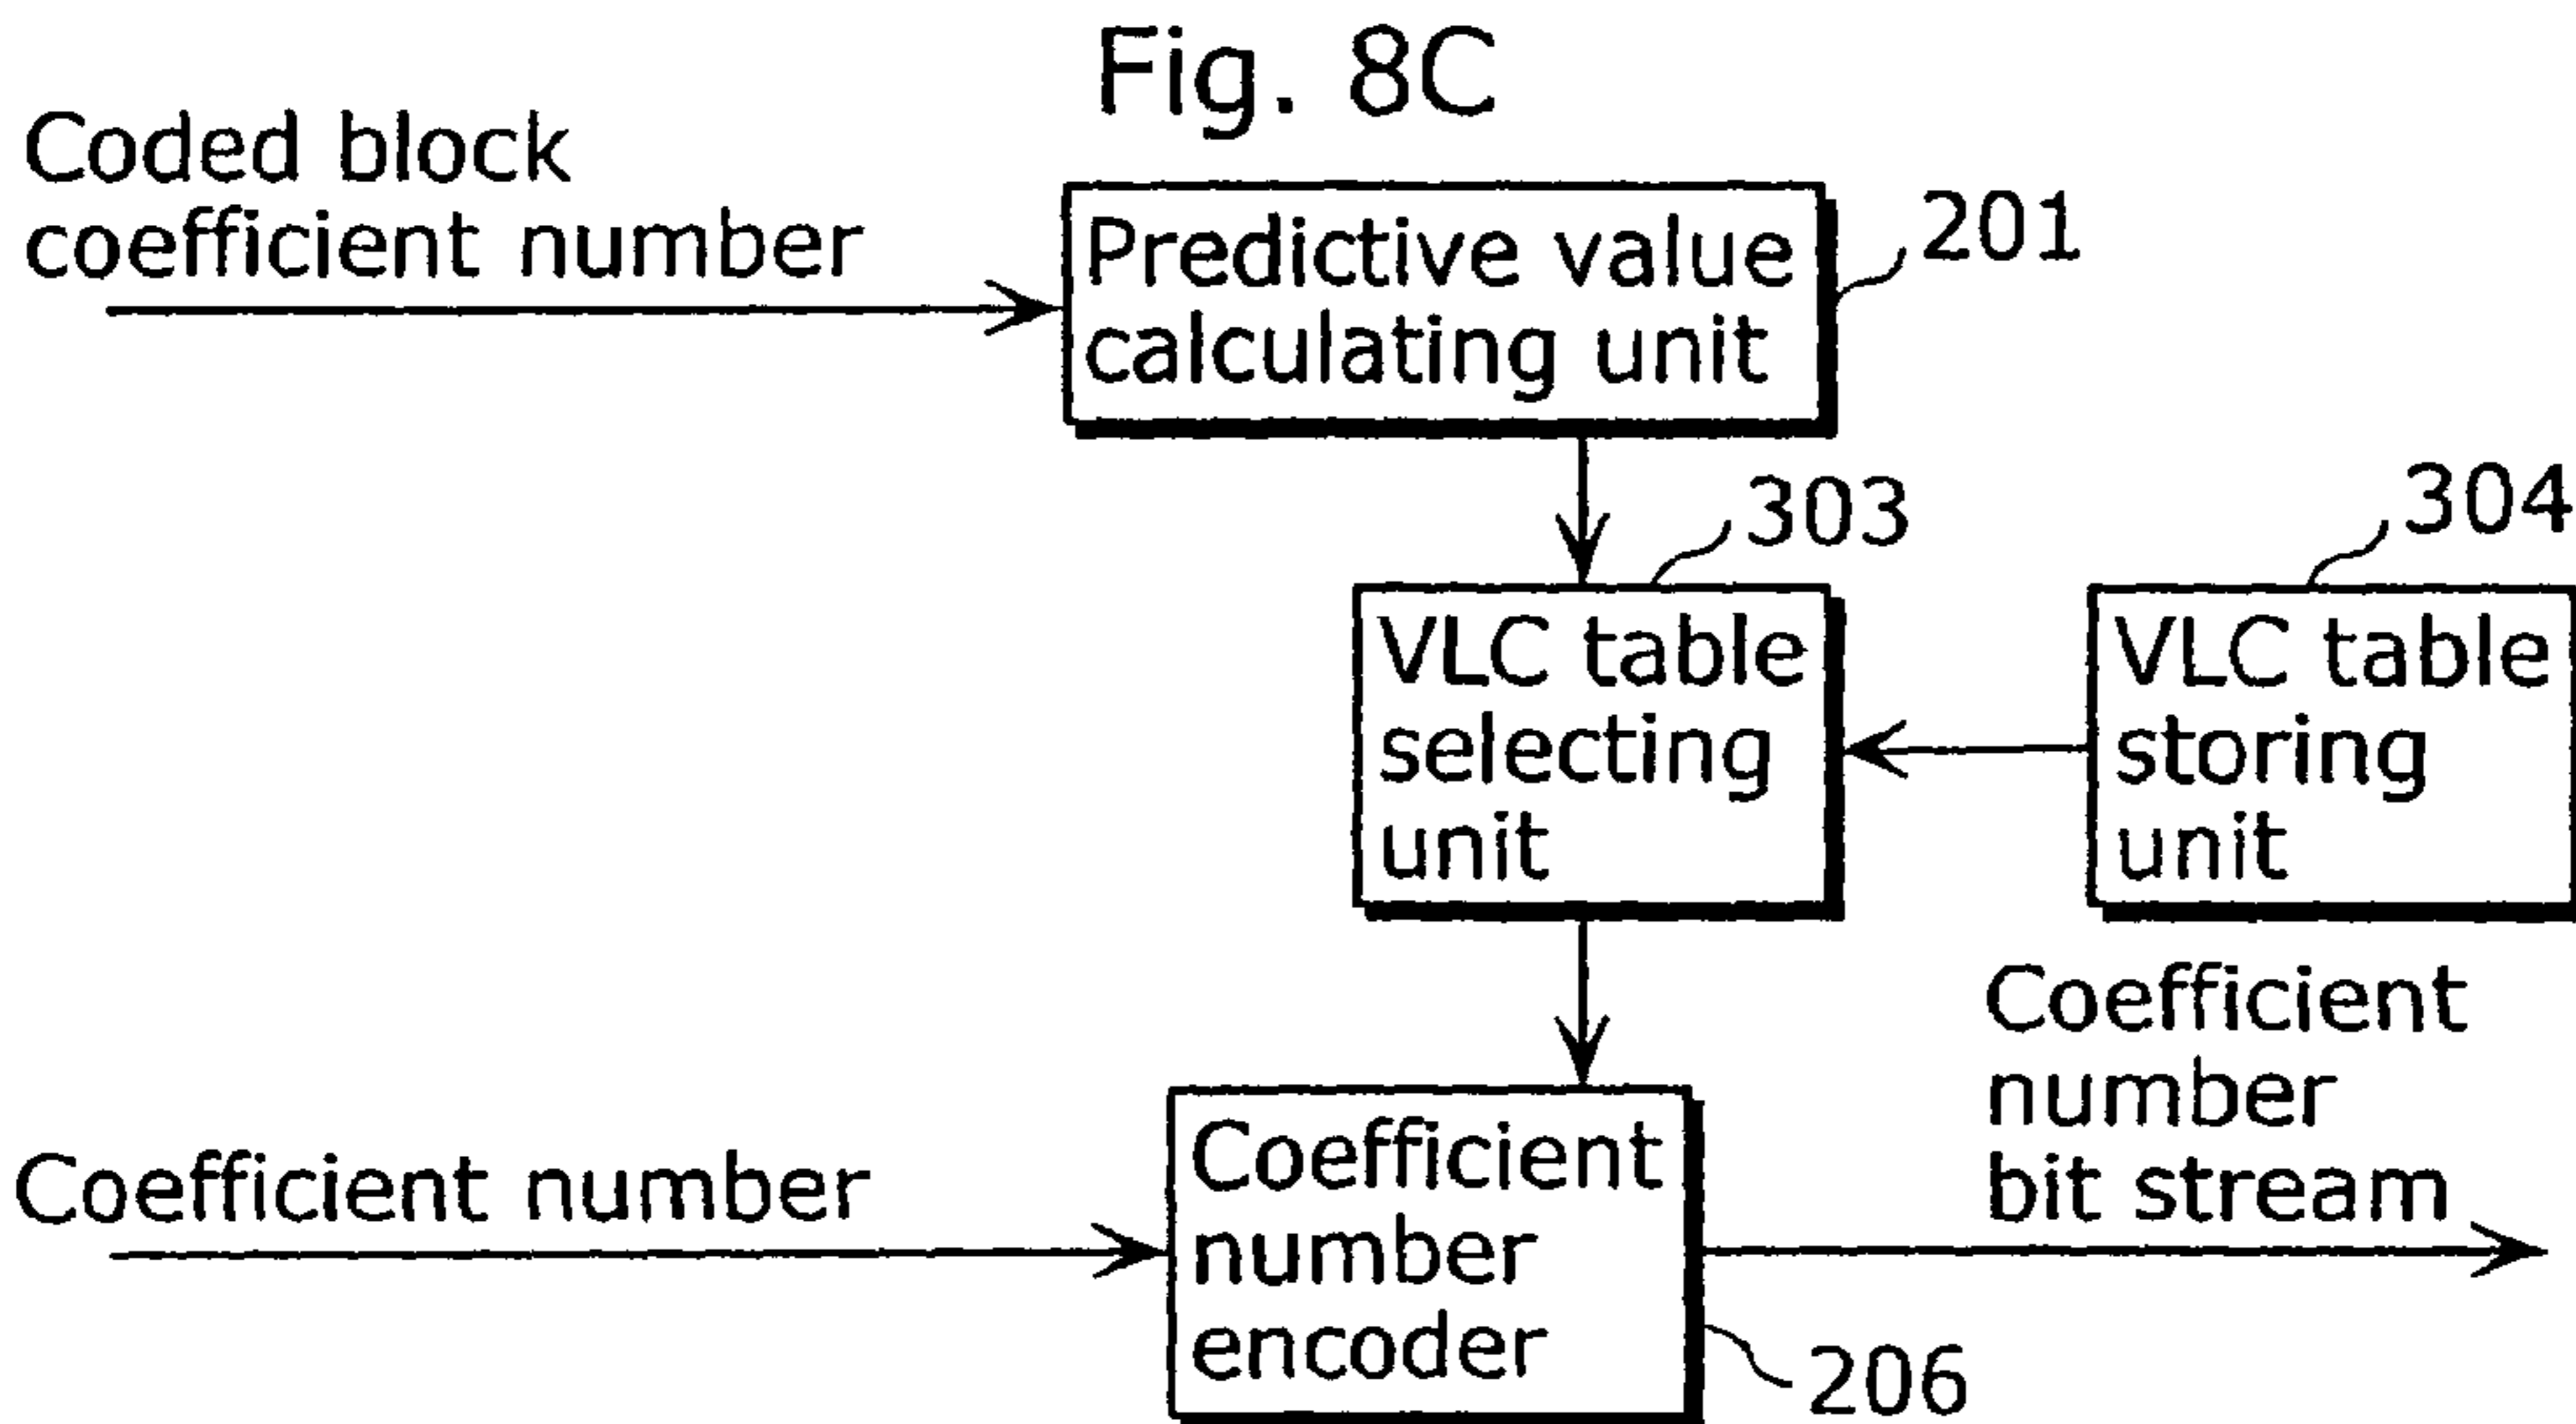 Fig. 8C
Coded block
coefficient number
Predictive value
calculating unit
201
303
304
VLC table
selecting
unit
VLC table
storing
unit
Coefficient number
Coefficient
number
encoder
206
Coefficient
number
bit stream